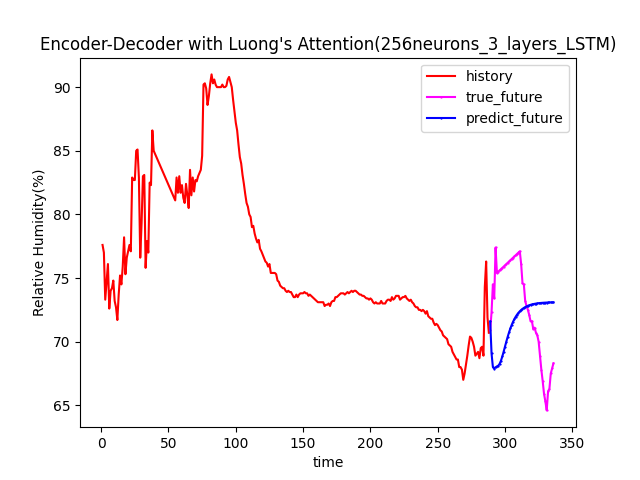 Encoder-Decoder with Luong's Attention(256neurons_3_layers_LSTM)
history
true_future
predict_future
Relative Humidity(%)
90
85
80
75
70
65
0 50 100 150 200 250 300 350
time